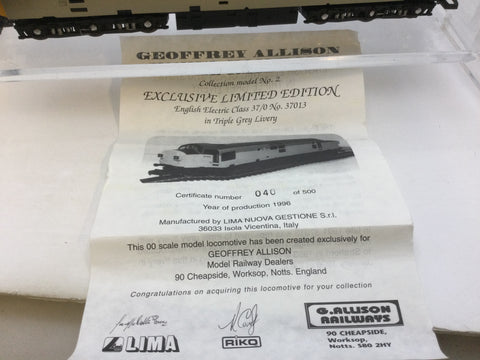 GEOFFREY ALLISON
Collection model No. 2
EXCLUSIVE LIMITED EDITION
English Electric Class 37/0 No. 37013
in Triple Grey Livery
Certificate number 040 of 500
Year of production 1996
Manufactured by LIMA NUOVA GESTIONE S.r.l.
36033 Isola Vicentina, Italy
This 00 scale model locomotive has been created exclusively for
GEOFFREY ALLISON
Model Railway Dealers
90 Cheapside, Worksop, Notts. England
Congratulations on acquiring this locomotive for your collection
LIMA
RIKO
G.ALLISON
RAILWAYS
90 CHEAPSIDE,
Worksop,
Notts. S80 2HY